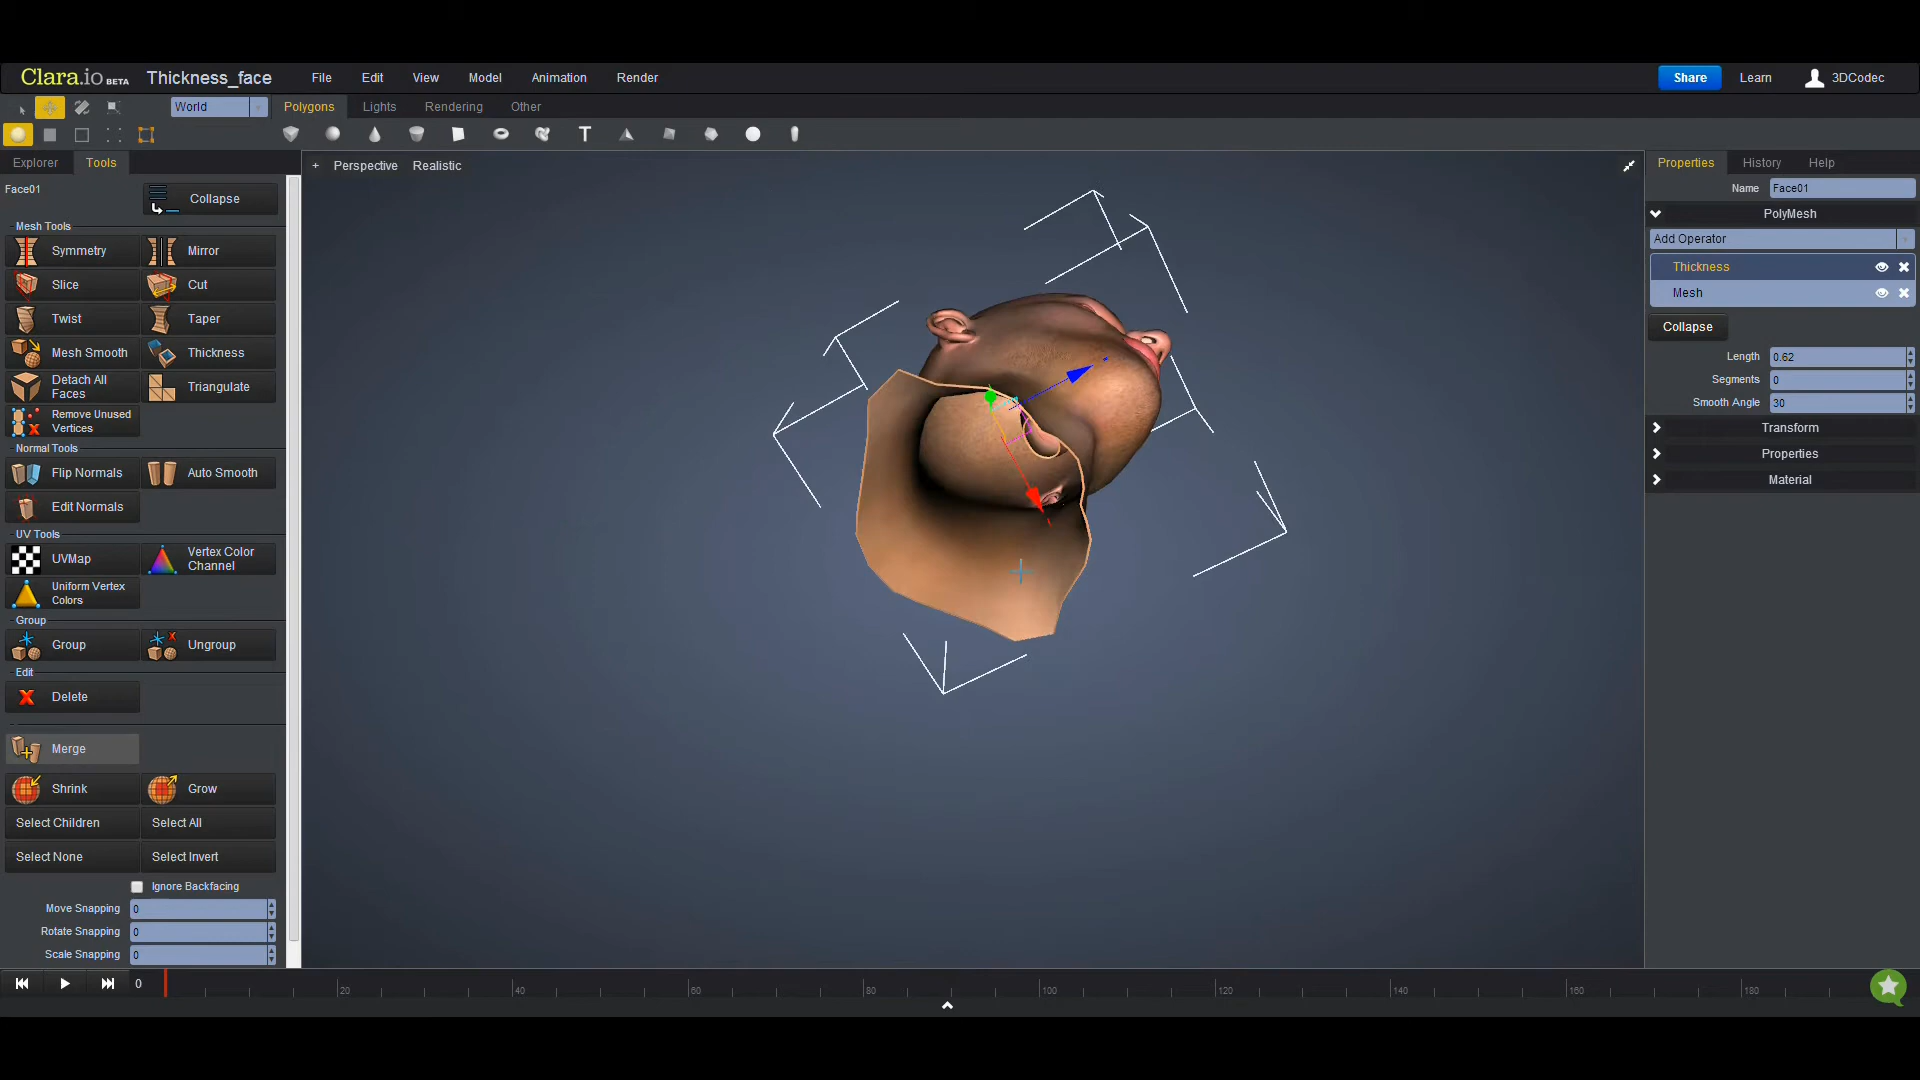 Clara.io BETA Thickness_face File Edit View Model Animation Render Share Learn 3DCodec
World Polygons Lights Rendering Other
T
Explorer Tools + Perspective Realistic Properties History Help
Face01 Collapse
Mesh Tools
Symmetry Mirror
Slice Cut
Twist Taper
Mesh Smooth Thickness
Detach All Faces Triangulate
Remove Unused Vertices
Normal Tools
Flip Normals Auto Smooth
Edit Normals
UV Tools
UVMap Vertex Color Channel
Uniform Vertex Colors
Group
Group Ungroup
Edit
Delete
Merge
Shrink Grow
Select Children Select All
Select None Select Invert
Ignore Backfacing
Move Snapping 0
Rotate Snapping 0
Scale Snapping 0
Name Face01
PolyMesh
Add Operator
Thickness
Mesh
Collapse
Length 0.62
Segments 0
Smooth Angle 30
Transform
Properties
Material
0 20 40 60 80 100 120 140 160 180